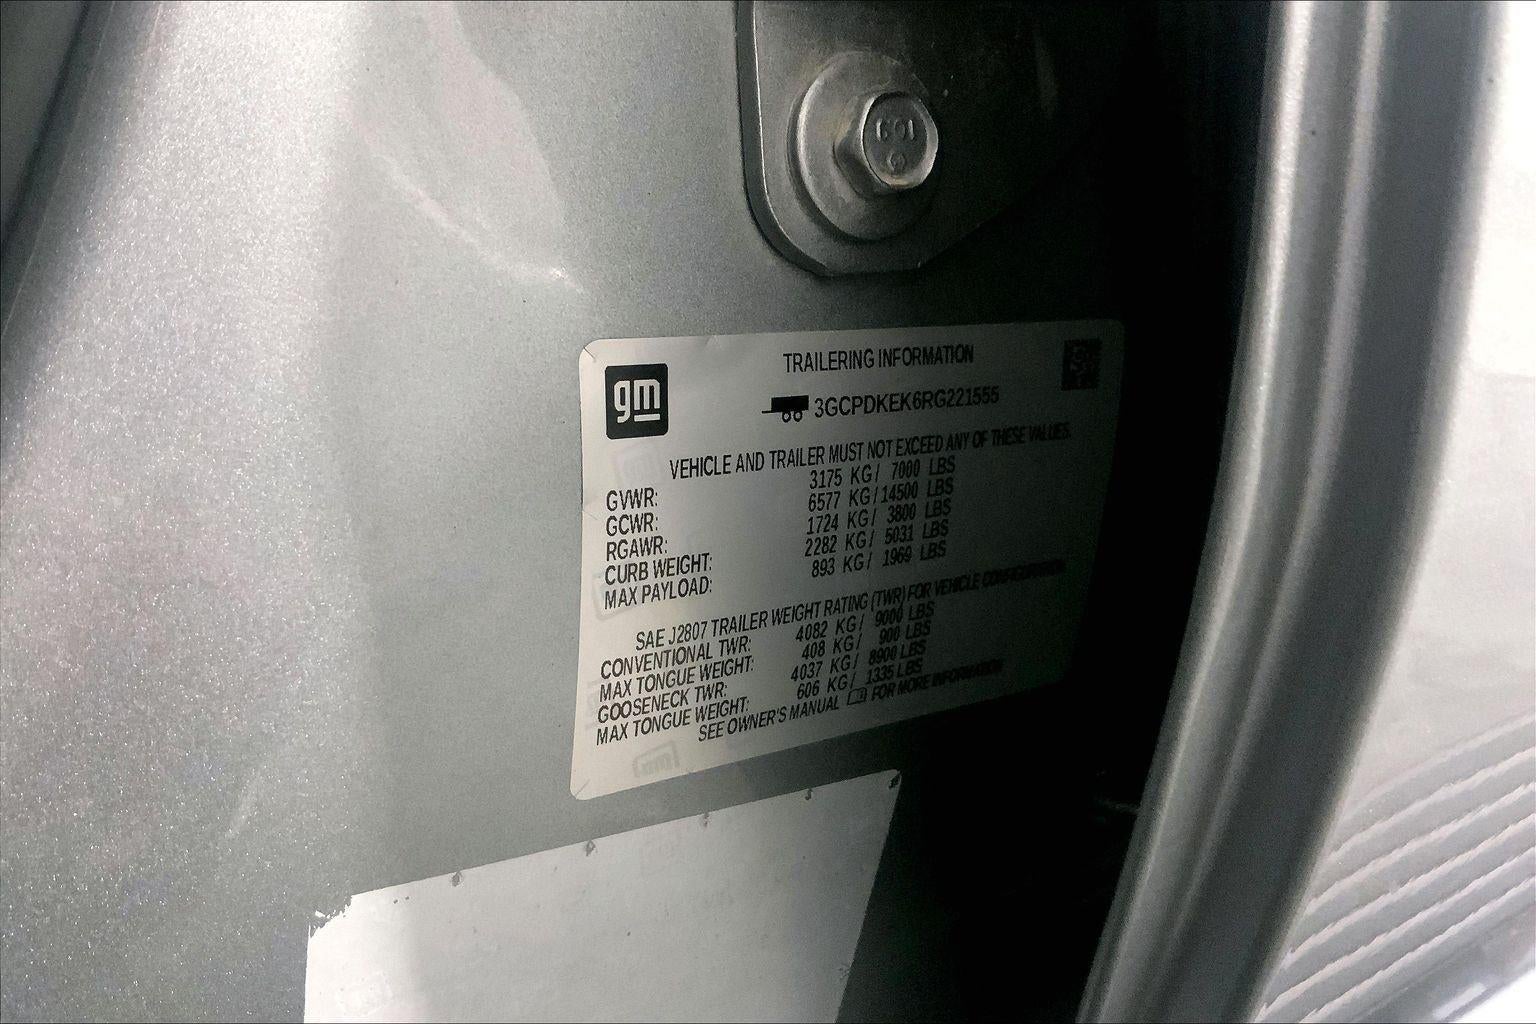 601
gm
TRAILERING INFORMATION
3GCPDKEK6RG221555
VEHICLE AND TRAILER MUST NOT EXCEED ANY OF THESE VALUES.
GVWR: 3175 KG/ 7000 LBS
GCWR: 6577 KG/14500 LBS
RGAWR: 1724 KG/ 3800 LBS
CURB WEIGHT: 2282 KG/ 5031 LBS
MAX PAYLOAD: 893 KG/ 1969 LBS
SAE J2807 TRAILER WEIGHT RATING (TWR) FOR VEHICLE CONFIGURATION
CONVENTIONAL TWR: 4082 KG/ 9000 LBS
MAX TONGUE WEIGHT: 408 KG/ 900 LBS
GOOSENECK TWR: 4037 KG/ 8900 LBS
MAX TONGUE WEIGHT: 606 KG/ 1335 LBS
SEE OWNER'S MANUAL FOR MORE INFORMATION
gm